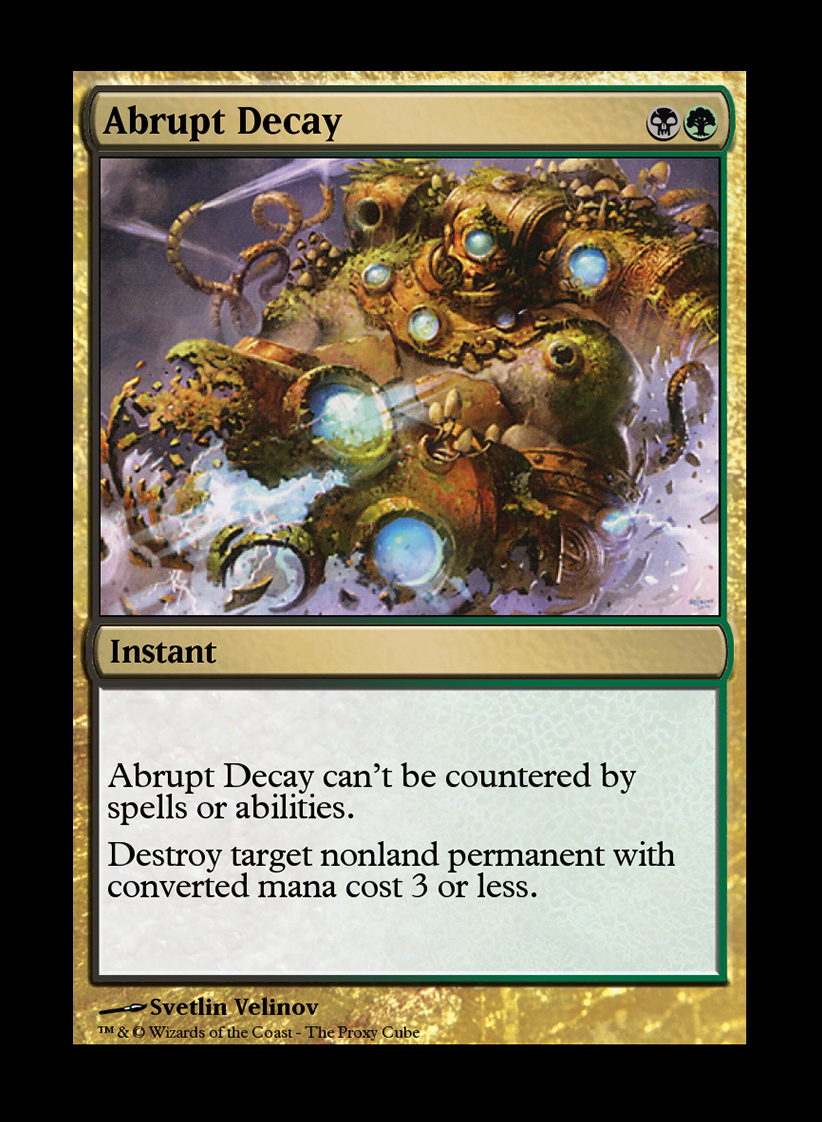 Abrupt Decay
Instant
Abrupt Decay can't be countered by
spells or abilities.
Destroy target nonland permanent with
converted mana cost 3 or less.
Svetlin Velinov
™ & © Wizards of the Coast - The Proxy Cube